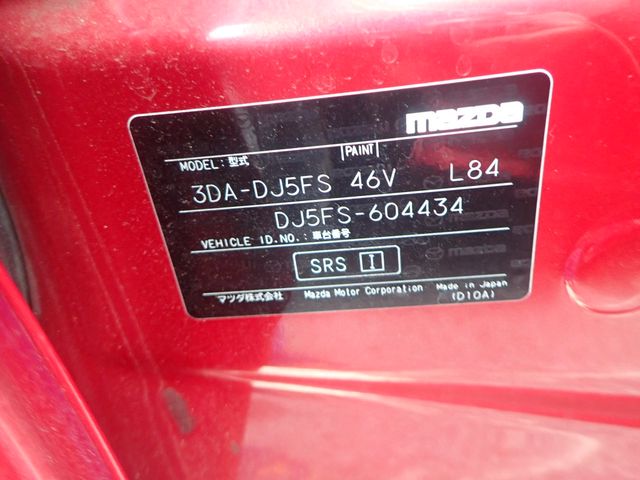 mazda
MODEL:型式 PAINT
3DA-DJ5FS 46V L84
DJ5FS-604434
VEHICLE ID.NO.:車台番号
SRS I
マツダ株式会社 Mazda Motor Corporation Made in Japan
(D10A)